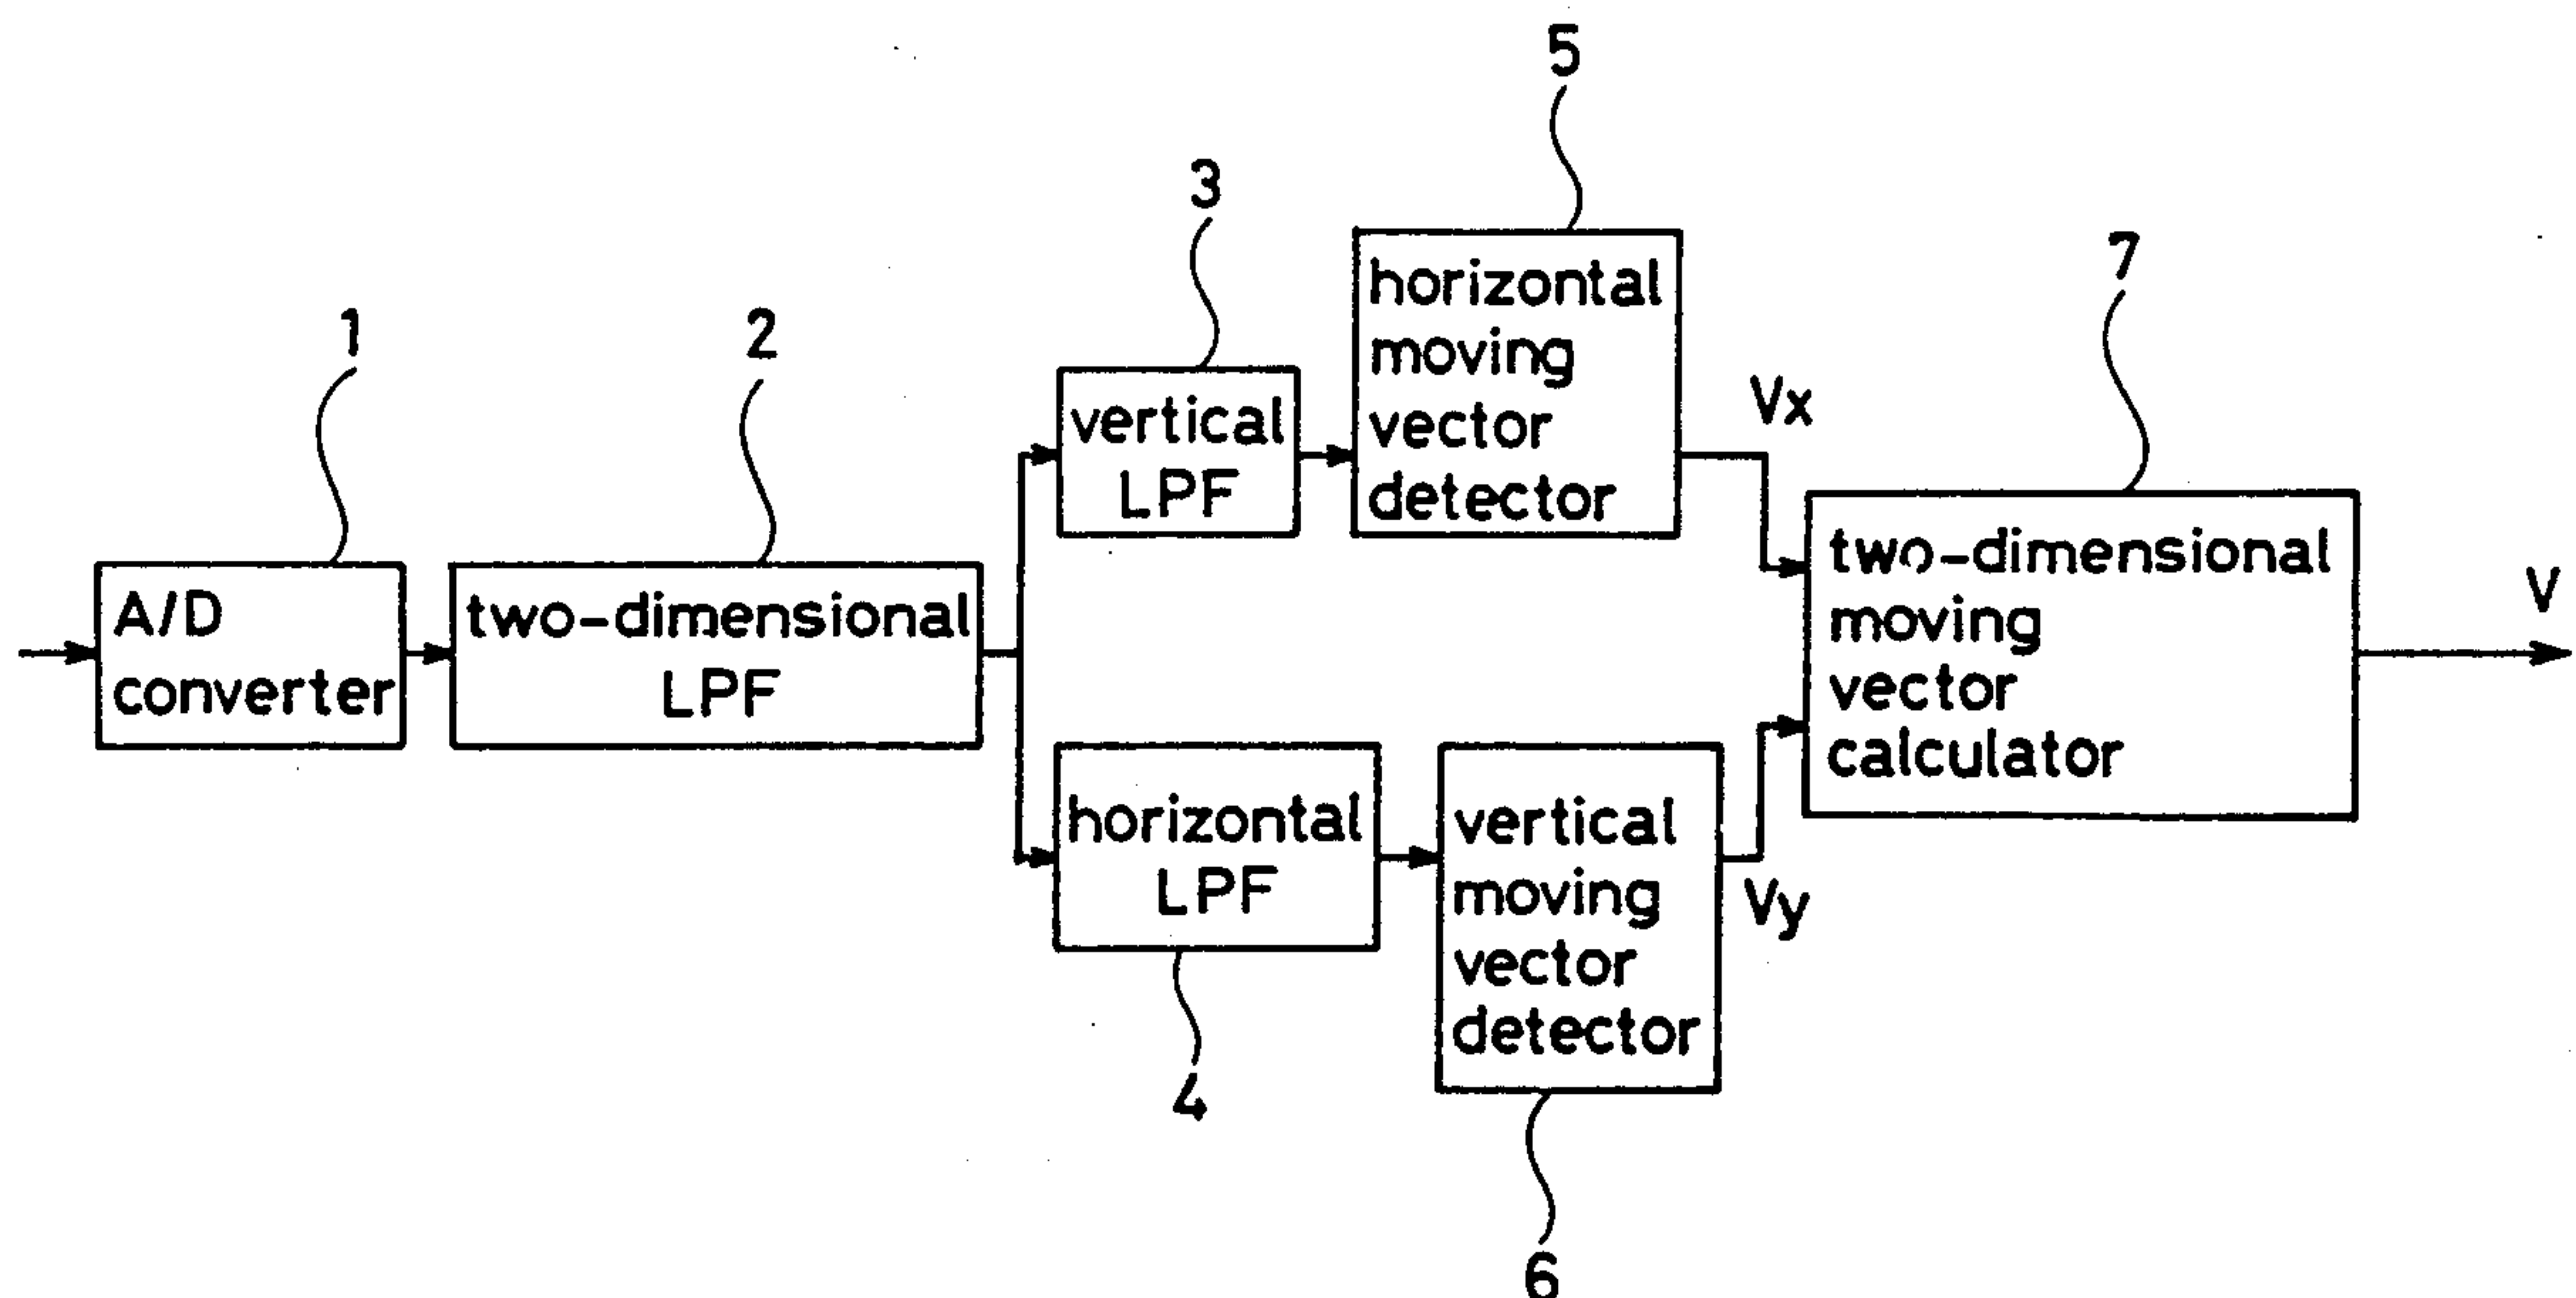 1
A/D
converter
2
two-dimensional
LPF
3
vertical
LPF
4
horizontal
LPF
5
horizontal
moving
vector
detector
Vx
6
vertical
moving
vector
detector
Vy
7
two-dimensional
moving
vector
calculator
V